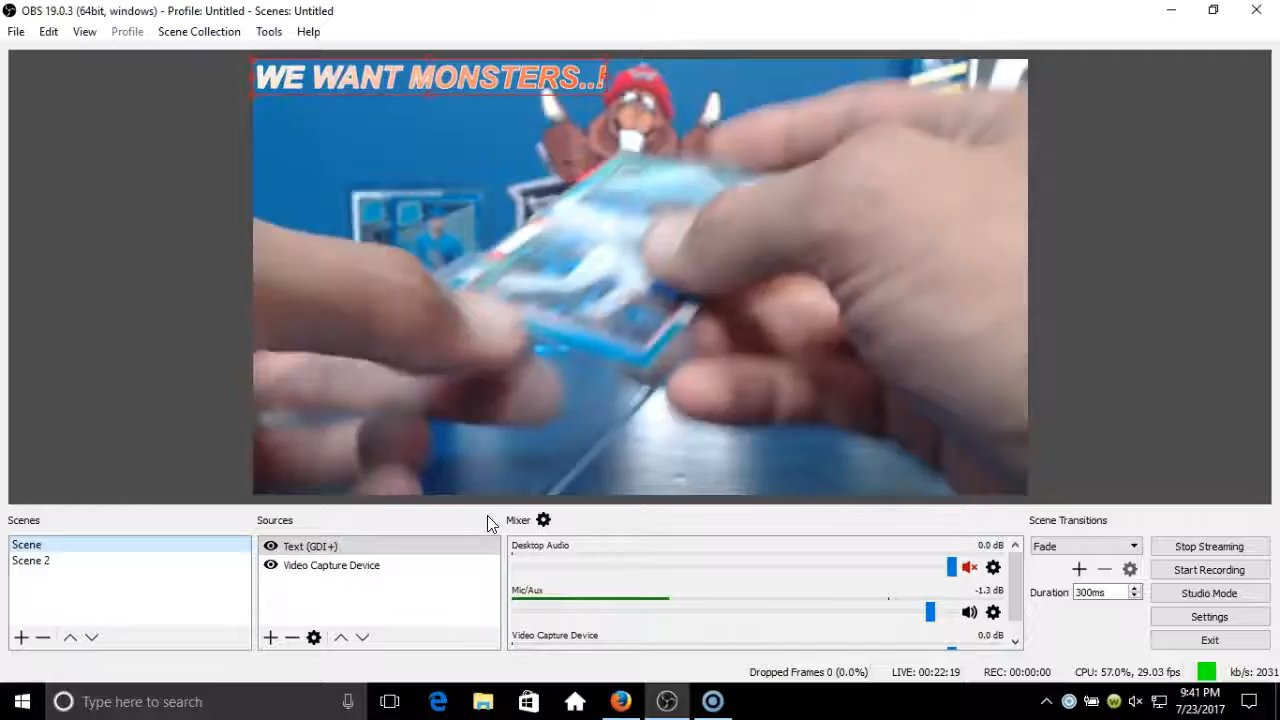 OBS 19.0.3 (64bit, windows) - Profile: Untitled - Scenes: Untitled
File Edit View Profile Scene Collection Tools Help
WE WANT MONSTERS..!
Scenes
Scene
Scene 2
Sources
Text (GDI+)
Video Capture Device
Mixer
Desktop Audio 0.0 dB
Mic/Aux -1.3 dB
Video Capture Device 0.0 dB
Scene Transitions
Fade
Duration 300ms
Stop Streaming
Start Recording
Studio Mode
Settings
Exit
Dropped Frames 0 (0.0%) LIVE: 00:22:19 REC: 00:00:00 CPU: 57.0%, 29.03 fps kb/s: 2031
Type here to search
9:41 PM
7/23/2017